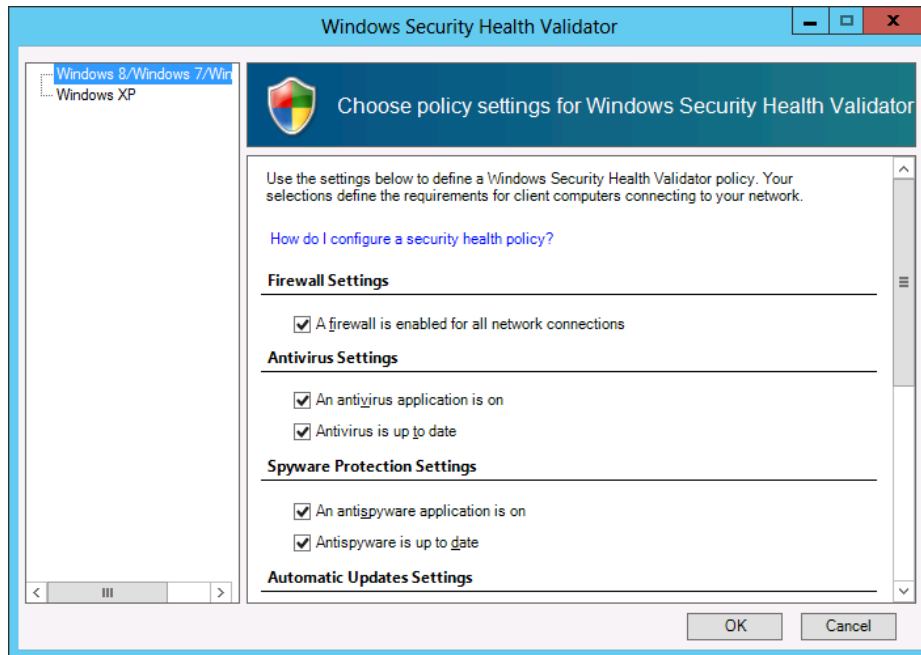 Windows Security Health Validator
Windows 8/Windows 7/Win
Windows XP
Choose policy settings for Windows Security Health Validator
Use the settings below to define a Windows Security Health Validator policy. Your
selections define the requirements for client computers connecting to your network.
How do I configure a security health policy?
Firewall Settings
A firewall is enabled for all network connections
Antivirus Settings
An antivirus application is on
Antivirus is up to date
Spyware Protection Settings
An antispyware application is on
Antispyware is up to date
Automatic Updates Settings
OK
Cancel